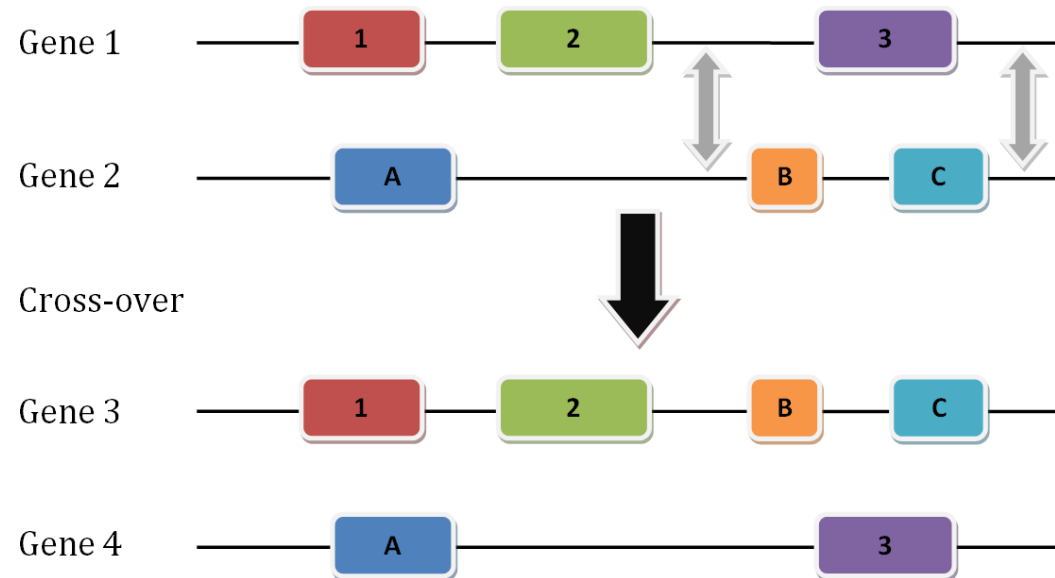 Gene 1 1 2 3
Gene 2 A B C
Cross-over
Gene 3 1 2 B C
Gene 4 A 3